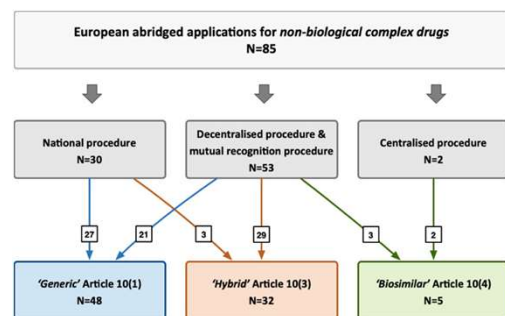 European abridged applications for non-biological complex drugs
N=85
National procedure
N=30
Decentralised procedure &
mutual recognition procedure
N=53
Centralised procedure
N=2
27
21
3
29
3
2
'Generic' Article 10(1)
N=48
'Hybrid' Article 10(3)
N=32
'Biosimilar' Article 10(4)
N=5